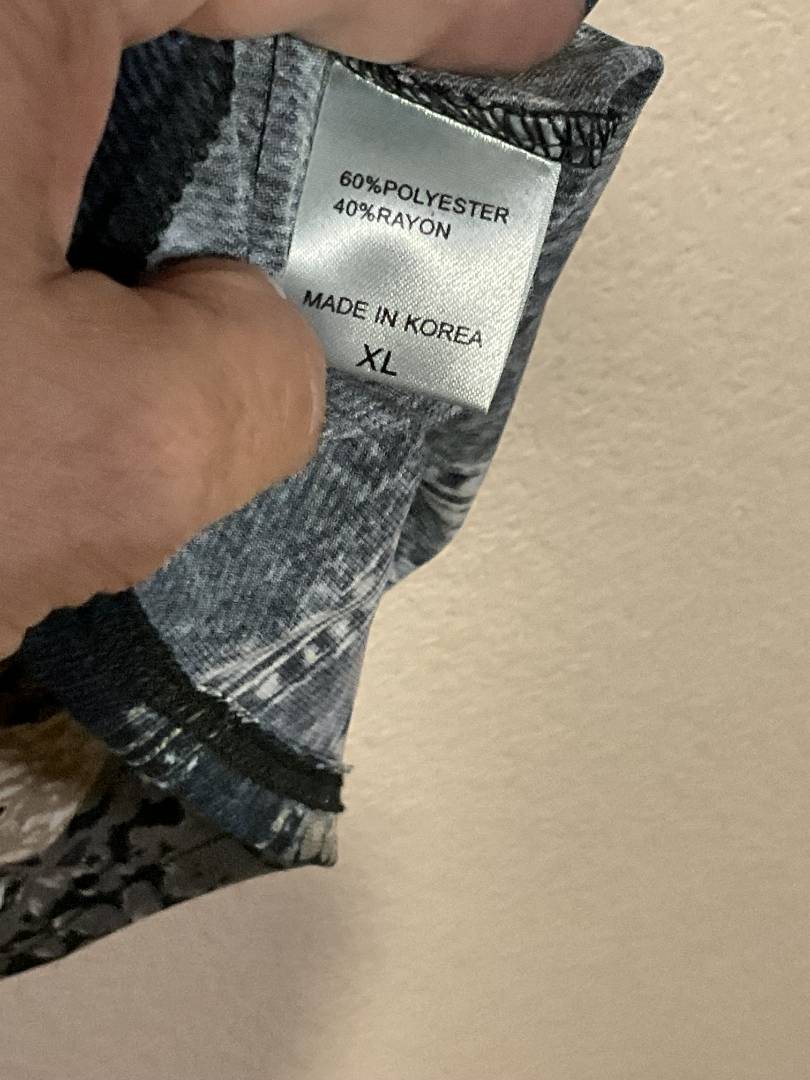 60%POLYESTER
40%RAYON
MADE IN KOREA
XL